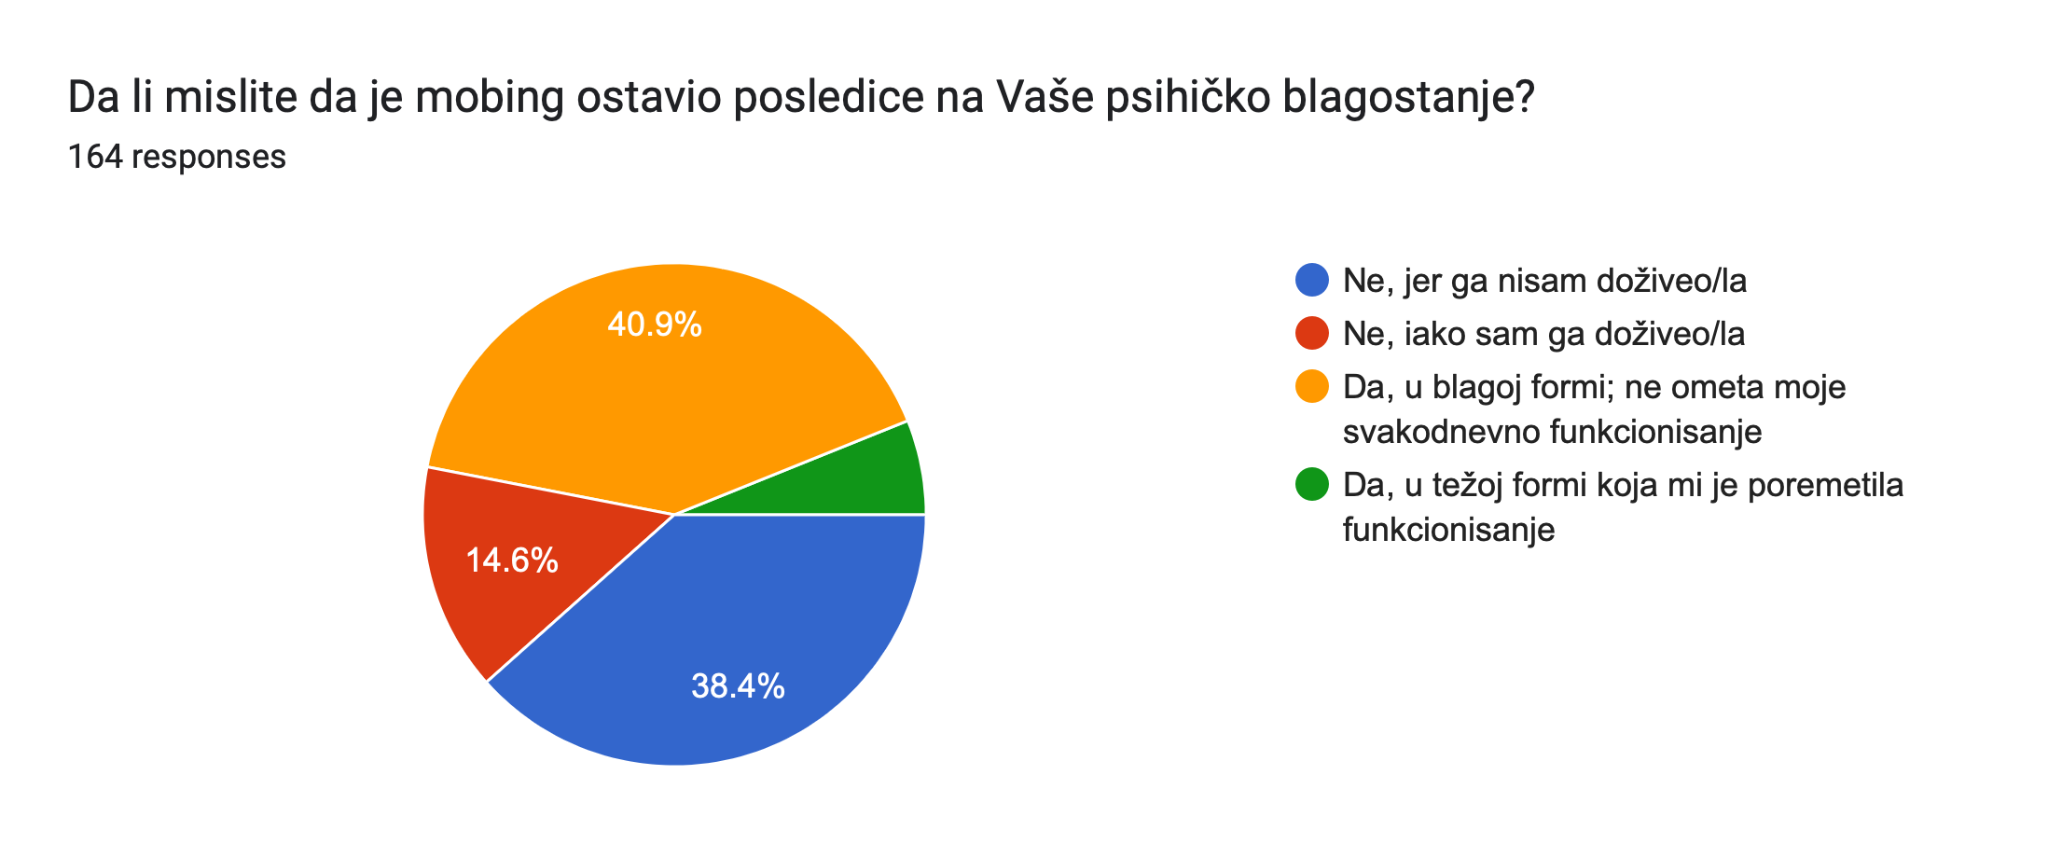 Da li mislite da je mobing ostavio posledice na Vaše psihičko blagostanje?
164 responses
40.9%
14.6%
38.4%
Ne, jer ga nisam doživeo/la
Ne, iako sam ga doživeo/la
Da, u blagoj formi; ne ometa moje
svakodnevno funkcionisanje
Da, u težoj formi koja mi je poremetila
funkcionisanje